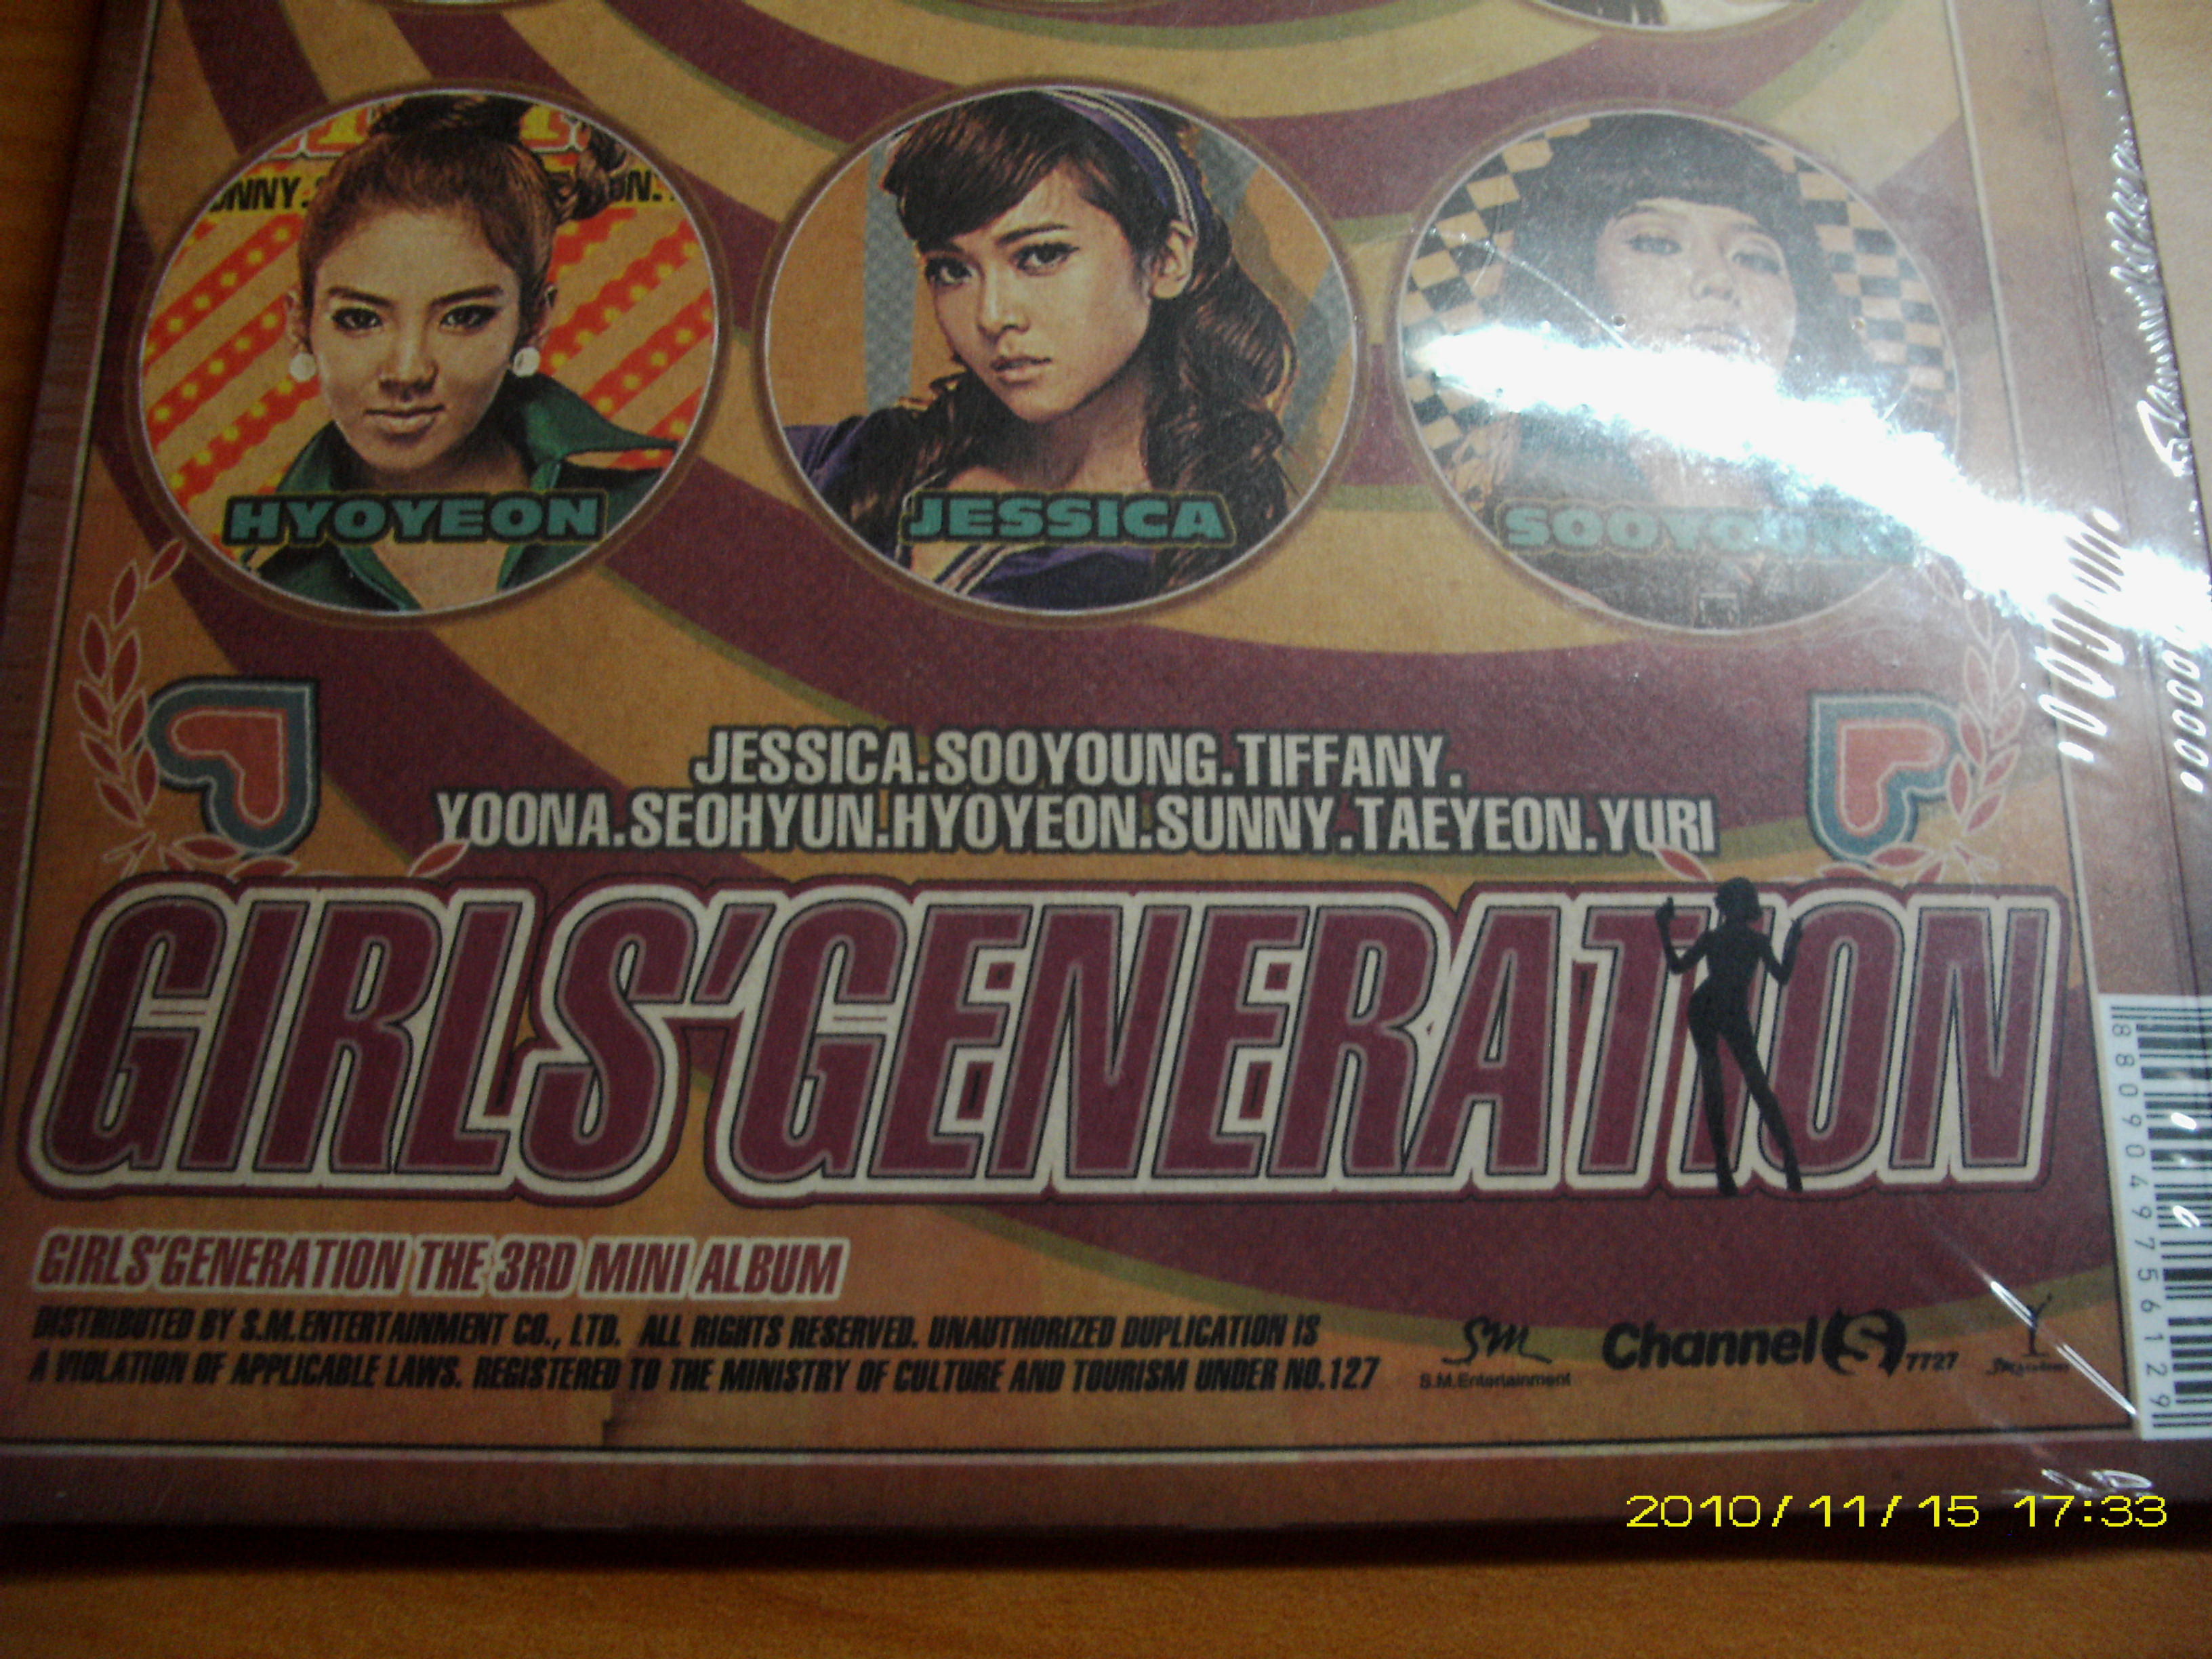 HYOYEON
JESSICA
SOOYOUNG
JESSICA.SOOYOUNG.TIFFANY.
YOONA.SEOHYUN.HYOYEON.SUNNY.TAEYEON.YURI
GIRLS'GENERATION
GIRLS'GENERATION THE 3RD MINI ALBUM
DISTRIBUTED BY S.M.ENTERTAINMENT CO., LTD. ALL RIGHTS RESERVED. UNAUTHORIZED DUPLICATION IS
A VIOLATION OF APPLICABLE LAWS. REGISTERED TO THE MINISTRY OF CULTURE AND TOURISM UNDER NO.127
SM
S.M.Entertainment
Channel S 7727
8809049756129
2010/11/15 17:33